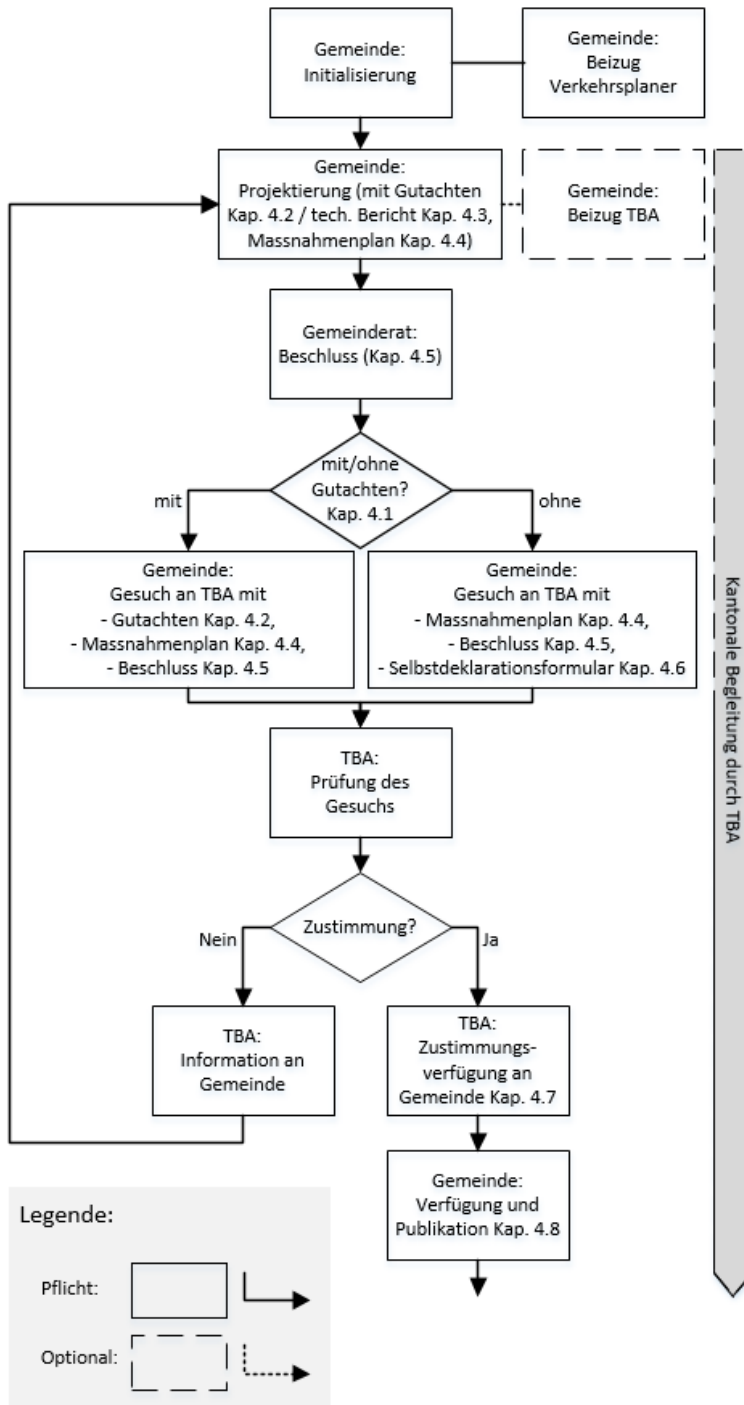 Gemeinde:
Initialisierung
Gemeinde:
Beizug
Verkehrsplaner
Gemeinde:
Projektierung (mit Gutachten
Kap. 4.2 / tech. Bericht Kap. 4.3,
Massnahmenplan Kap. 4.4)
Gemeinde:
Beizug TBA
Gemeinderat:
Beschluss (Kap. 4.5)
mit/ohne
Gutachten?
Kap. 4.1
mit
ohne
Gemeinde:
Gesuch an TBA mit
- Gutachten Kap. 4.2,
- Massnahmenplan Kap. 4.4,
- Beschluss Kap. 4.5
Gemeinde:
Gesuch an TBA mit
- Massnahmenplan Kap. 4.4,
- Beschluss Kap. 4.5,
- Selbstdeklarationsformular Kap. 4.6
Kantonale Begleitung durch TBA
TBA:
Prüfung des
Gesuchs
Zustimmung?
Nein
Ja
TBA:
Information an
Gemeinde
TBA:
Zustimmungs-
verfügung an
Gemeinde Kap. 4.7
Gemeinde:
Verfügung und
Publikation Kap. 4.8
Legende:
Pflicht:
Optional: